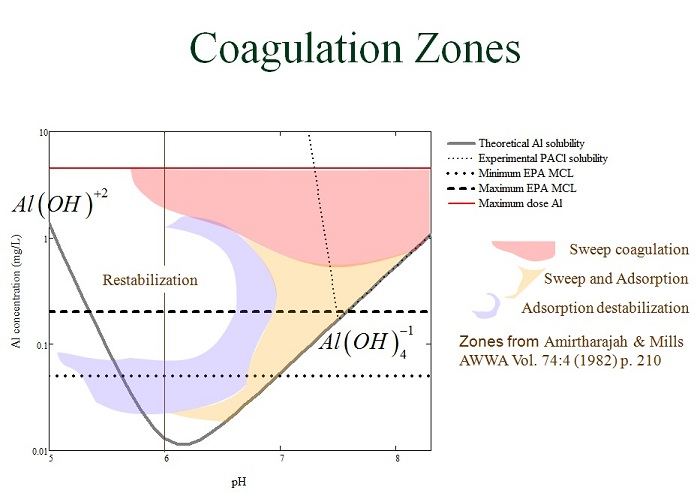 Coagulation Zones
10
1
0.1
0.01
Al concentration (mg/L)
5
6
7
8
pH
Al(OH)+2
Restabilization
Al(OH)4-1
Theoretical Al solubility
Experimental PACl solubility
Minimum EPA MCL
Maximum EPA MCL
Maximum dose Al
Sweep coagulation
Sweep and Adsorption
Adsorption destabilization
Zones from Amirtharajah & Mills
AWWA Vol. 74:4 (1982) p. 210